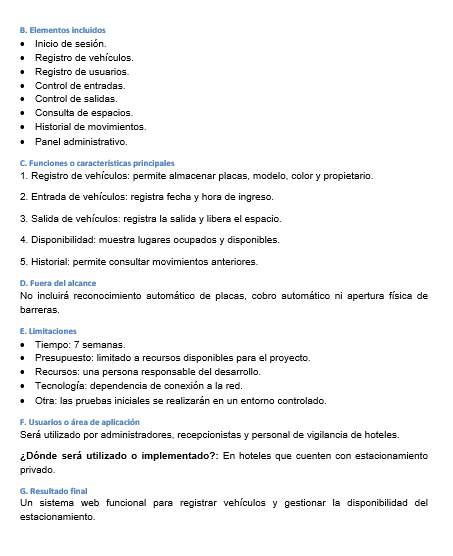 B. Elementos incluidos
• Inicio de sesión.
• Registro de vehículos.
• Registro de usuarios.
• Control de entradas.
• Control de salidas.
• Consulta de espacios.
• Historial de movimientos.
• Panel administrativo.
C. Funciones o características principales
1. Registro de vehículos: permite almacenar placas, modelo, color y propietario.
2. Entrada de vehículos: registra fecha y hora de ingreso.
3. Salida de vehículos: registra la salida y libera el espacio.
4. Disponibilidad: muestra lugares ocupados y disponibles.
5. Historial: permite consultar movimientos anteriores.
D. Fuera del alcance
No incluirá reconocimiento automático de placas, cobro automático ni apertura física de
barreras.
E. Limitaciones
• Tiempo: 7 semanas.
• Presupuesto: limitado a recursos disponibles para el proyecto.
• Recursos: una persona responsable del desarrollo.
• Tecnología: dependencia de conexión a la red.
• Otra: las pruebas iniciales se realizarán en un entorno controlado.
F. Usuarios o área de aplicación
Será utilizado por administradores, recepcionistas y personal de vigilancia de hoteles.
¿Dónde será utilizado o implementado?: En hoteles que cuenten con estacionamiento
privado.
G. Resultado final
Un sistema web funcional para registrar vehículos y gestionar la disponibilidad del
estacionamiento.